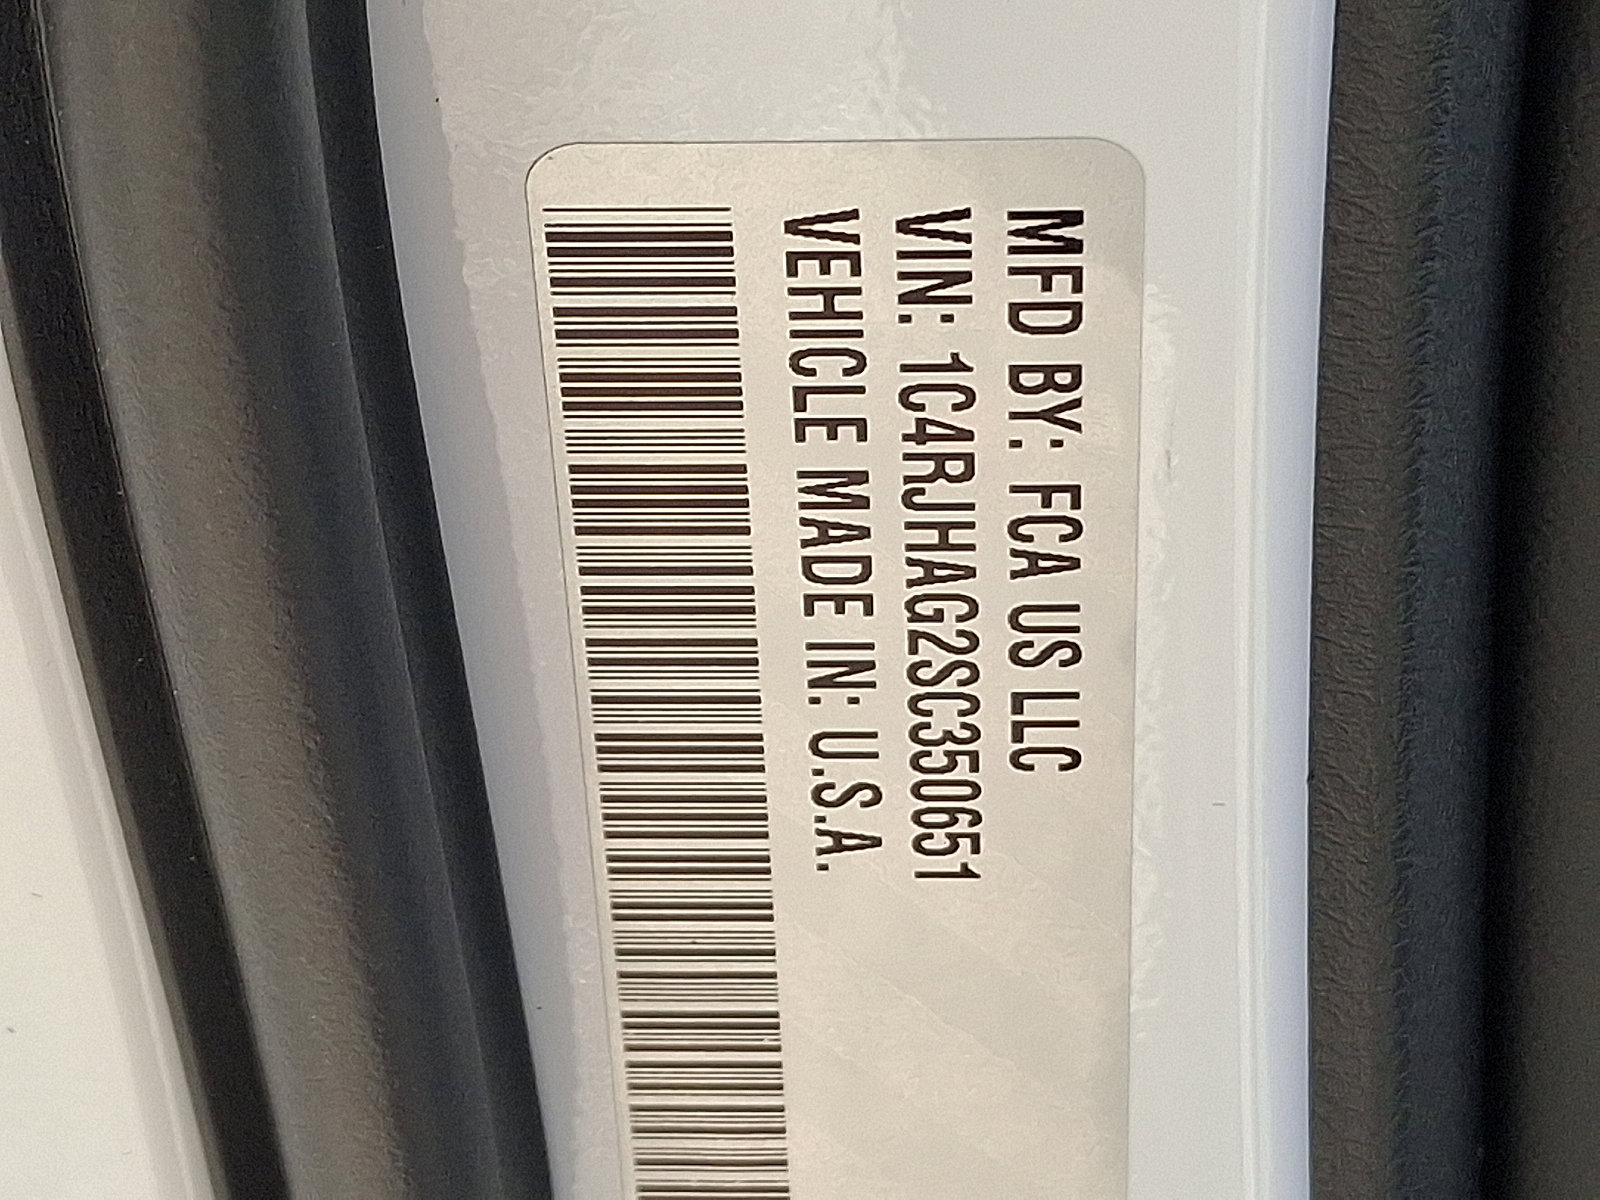 MFD BY: FCA US LLC
VIN: 1C4RJHAG2SC350651
VEHICLE MADE IN: U.S.A.